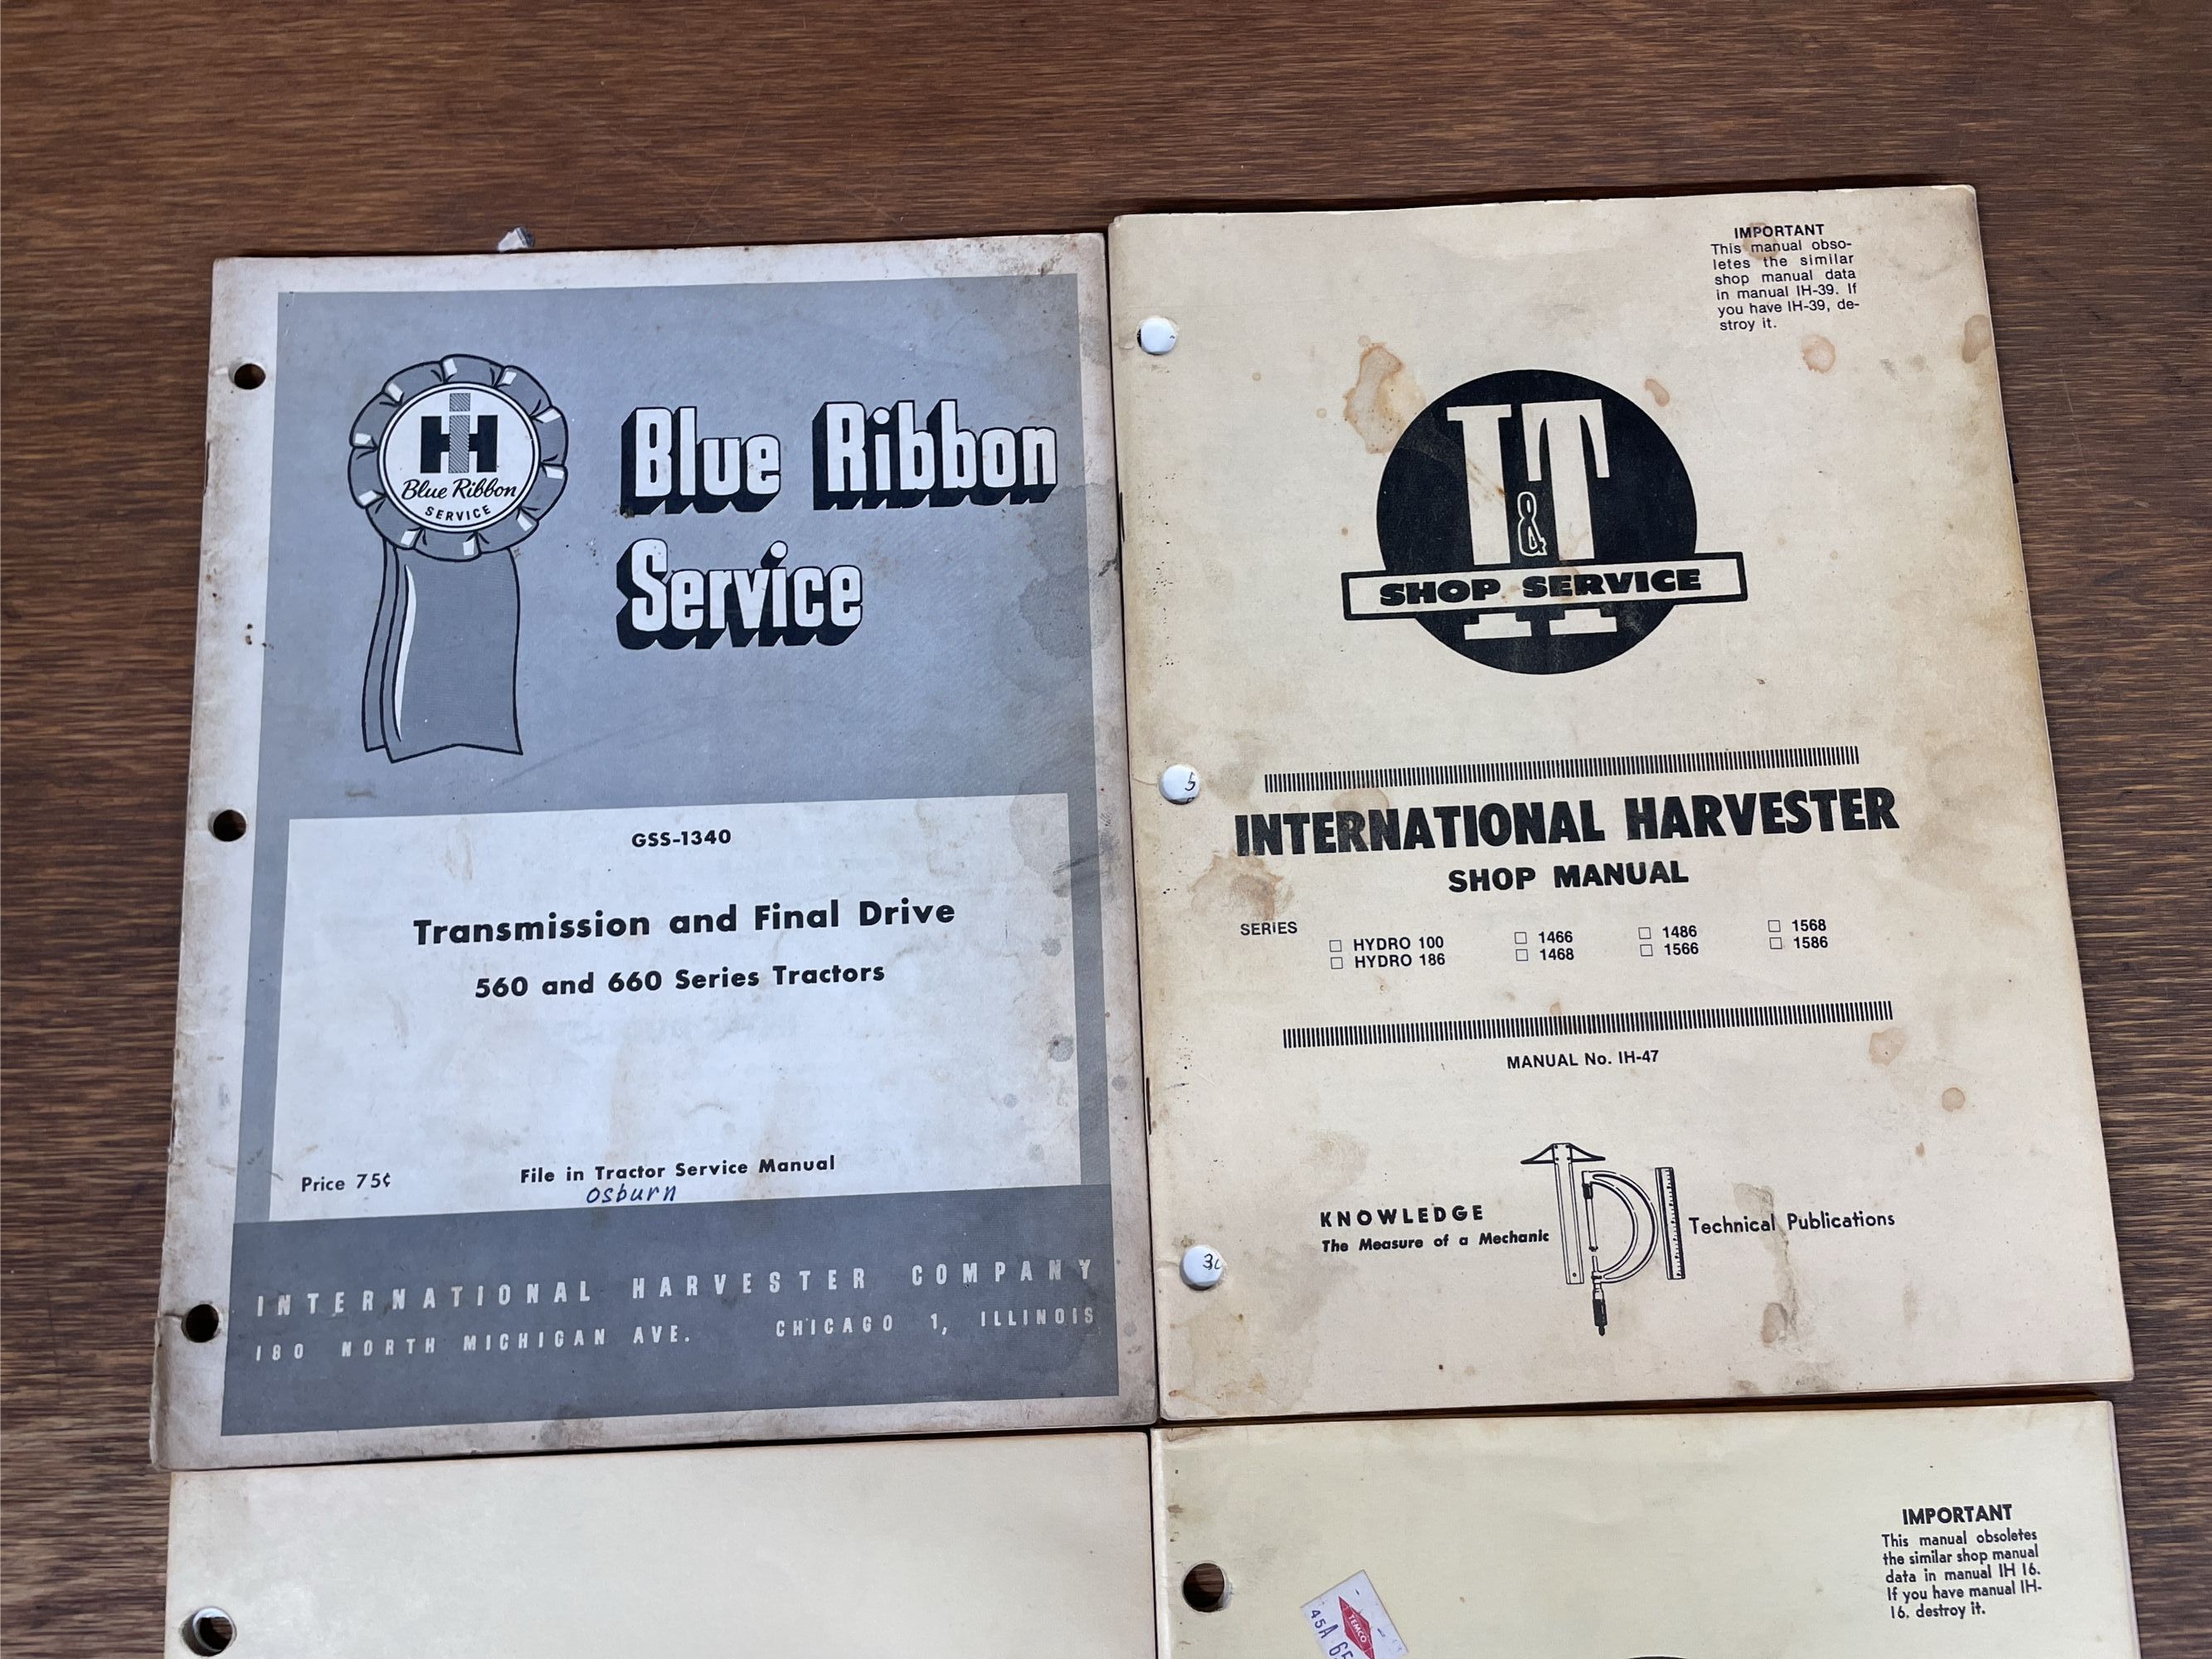 IH
Blue Ribbon
SERVICE
Blue Ribbon
Service
GSS-1340
Transmission and Final Drive
560 and 660 Series Tractors
Price 75¢
File in Tractor Service Manual
Osburn
INTERNATIONAL HARVESTER COMPANY
180 NORTH MICHIGAN AVE. CHICAGO 1, ILLINOIS
IMPORTANT
This manual obso-
letes the similar
shop manual data
in manual IH-39. If
you have IH-39, de-
stroy it.
I&T
SHOP SERVICE
INTERNATIONAL HARVESTER
SHOP MANUAL
SERIES
☐ HYDRO 100 ☐ 1466 ☐ 1486 ☐ 1568
☐ HYDRO 186 ☐ 1468 ☐ 1566 ☐ 1586
MANUAL No. IH-47
KNOWLEDGE
The Measure of a Mechanic
TDI
Technical Publications
5
IMPORTANT
This manual obsoletes
the similar shop manual
data in manual IH 16.
If you have manual IH-
16, destroy it.
TEMCO
45A